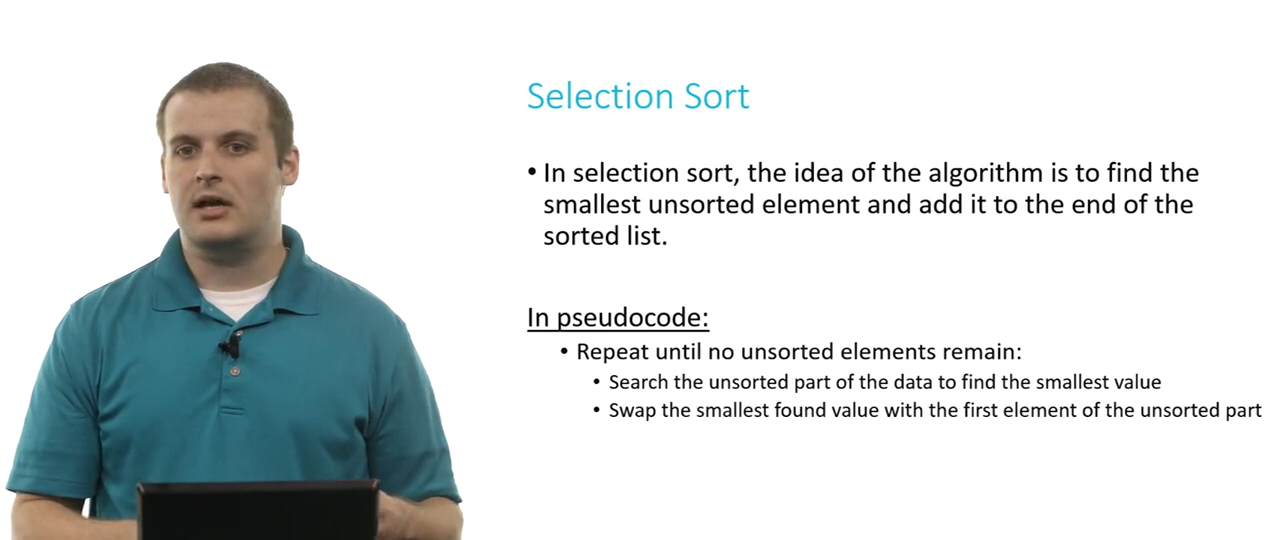 Selection Sort
• In selection sort, the idea of the algorithm is to find the
smallest unsorted element and add it to the end of the
sorted list.
In pseudocode:
• Repeat until no unsorted elements remain:
• Search the unsorted part of the data to find the smallest value
• Swap the smallest found value with the first element of the unsorted part